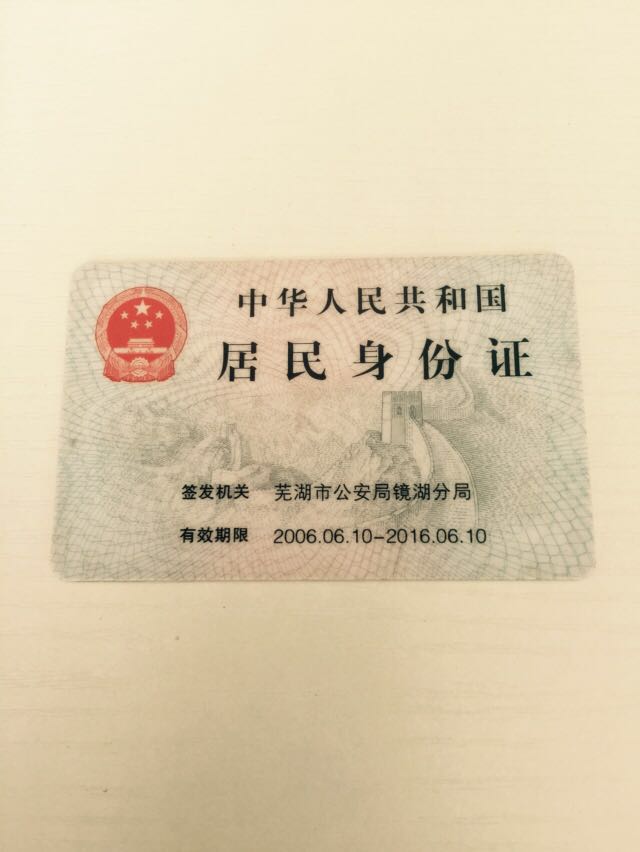 中华人民共和国
居民身份证
签发机关 芜湖市公安局镜湖分局
有效期限 2006.06.10-2016.06.10